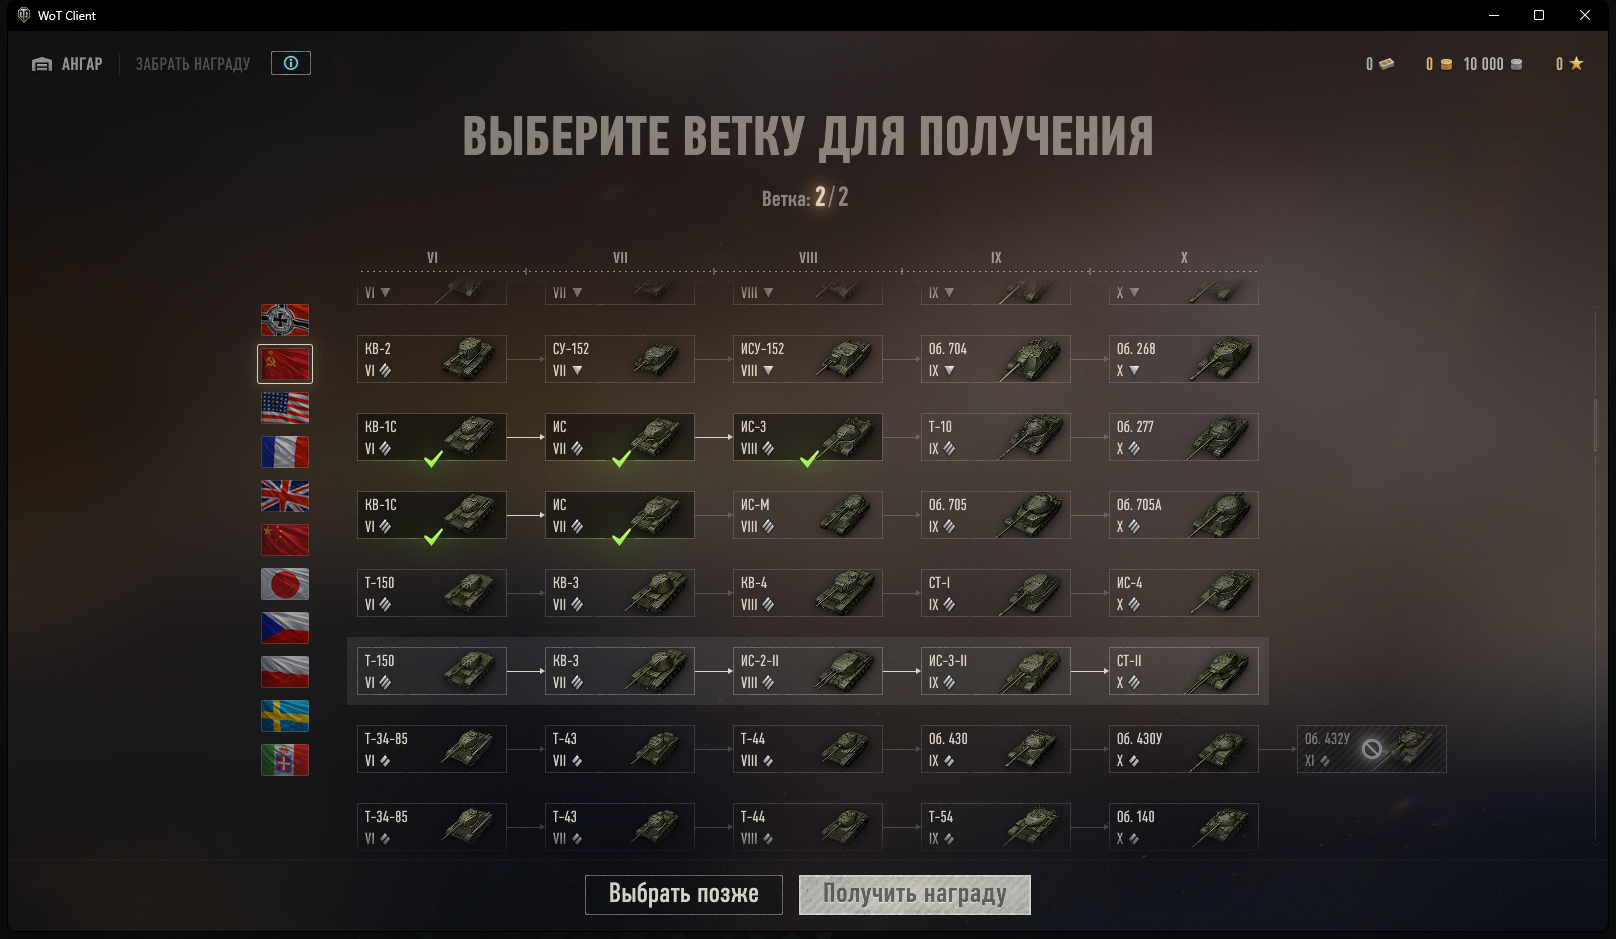 WoT Client
АНГАР
ЗАБРАТЬ НАГРАДУ
0
0
10 000
0
ВЫБЕРИТЕ ВЕТКУ ДЛЯ ПОЛУЧЕНИЯ
Ветка: 2/2
VI VII VIII IX X
VI VII VIII IX X
КВ-2 СУ-152 ИСУ-152 Об. 704 Об. 268
VI VII VIII IX X
КВ-1С ИС ИС-3 Т-10 Об. 277
VI VII VIII IX X
КВ-1С ИС ИС-М Об. 705 Об. 705А
VI VII VIII IX X
Т-150 КВ-3 КВ-4 СТ-I ИС-4
VI VII VIII IX X
Т-150 КВ-3 ИС-2-II ИС-3-II СТ-II
VI VII VIII IX X
Т-34-85 Т-43 Т-44 Об. 430 Об. 430У Об. 432У
VI VII VIII IX X XI
Т-34-85 Т-43 Т-44 Т-54 Об. 140
VI VII VIII IX X
Выбрать позже
Получить награду